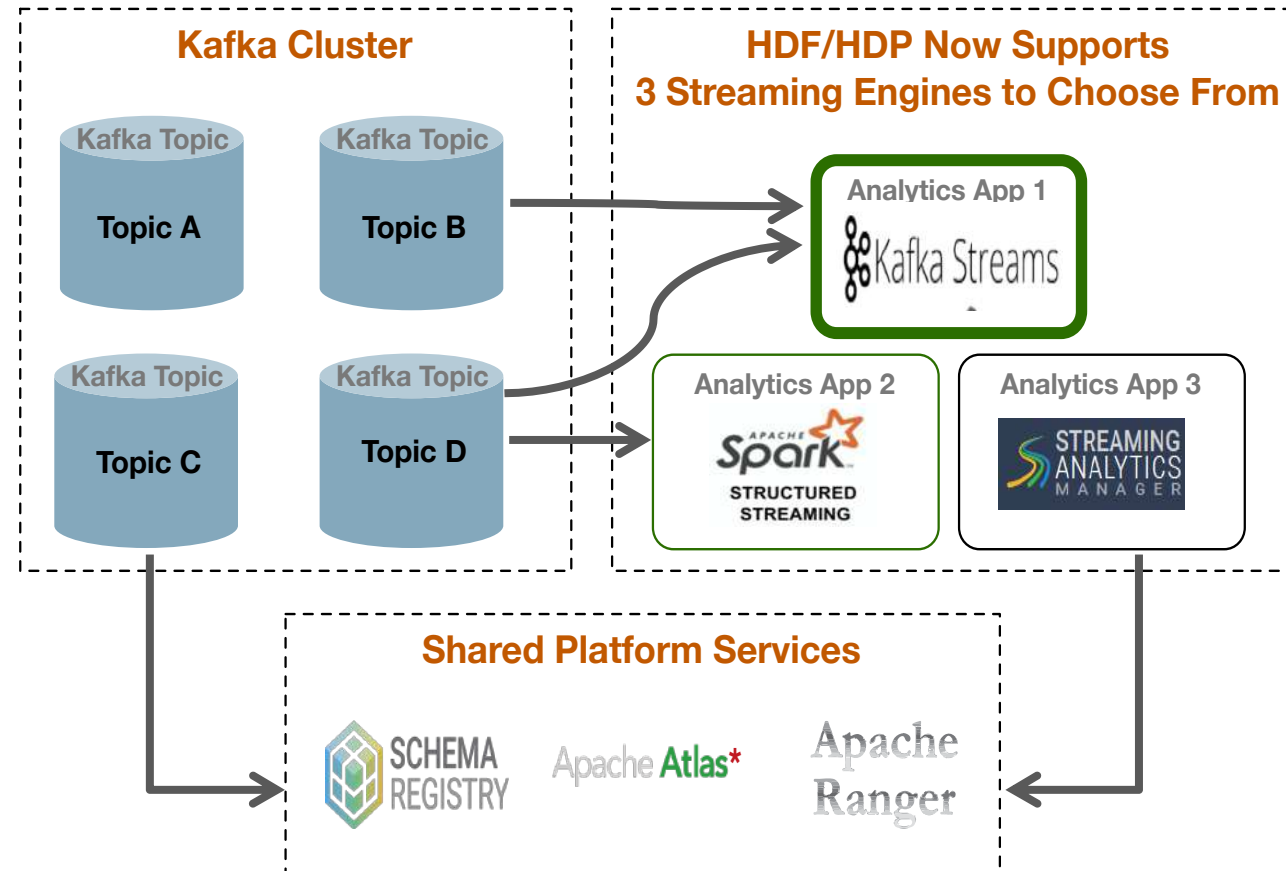 Kafka Cluster
Kafka Topic
Topic A
Kafka Topic
Topic B
Kafka Topic
Topic C
Kafka Topic
Topic D
HDF/HDP Now Supports
3 Streaming Engines to Choose From
Analytics App 1
Kafka Streams
Analytics App 2
APACHE
Spark™
STRUCTURED
STREAMING
Analytics App 3
STREAMING
ANALYTICS
MANAGER
Shared Platform Services
SCHEMA
REGISTRY
Apache Atlas*
Apache
Ranger